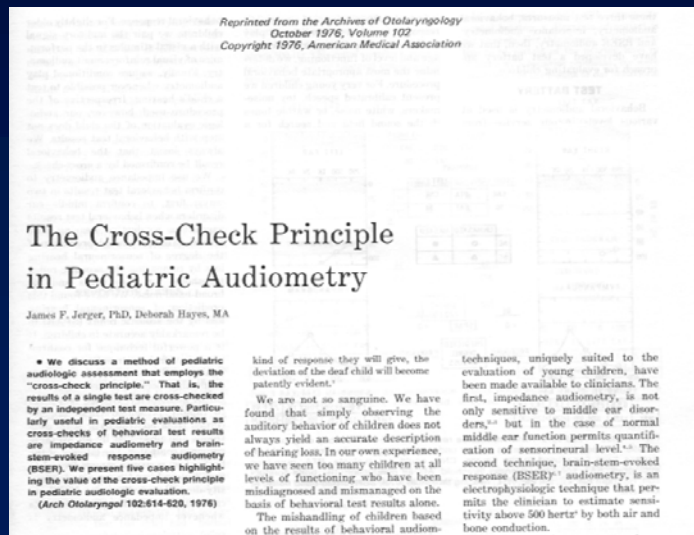 Reprinted from the Archives of Otolaryngology
October 1976, Volume 102
Copyright 1976, American Medical Association
The Cross-Check Principle
in Pediatric Audiometry
James F. Jerger, PhD, Deborah Hayes, MA
• We discuss a method of pediatric
audiologic assessment that employs the
"cross-check principle." That is, the
results of a single test are cross-checked
by an independent test measure. Particu-
larly useful in pediatric evaluations as
cross-checks of behavioral test results
are impedance audiometry and brain-
stem-evoked response audiometry
(BSER). We present five cases highlight-
ing the value of the cross-check principle
in pediatric audiologic evaluation.
(Arch Otolaryngol 102:614-620, 1976)
kind of response they will give, the
deviation of the deaf child will become
patently evident.¹
We are not so sanguine. We have
found that simply observing the
auditory behavior of children does not
always yield an accurate description
of hearing loss. In our own experience,
we have seen too many children at all
levels of functioning who have been
misdiagnosed and mismanaged on the
basis of behavioral test results alone.
The mishandling of children based
on the results of behavioral audiom-
techniques, uniquely suited to the
evaluation of young children, have
been made available to clinicians. The
first, impedance audiometry, is not
only sensitive to middle ear disor-
ders, but in the case of normal
middle ear function permits quantifi-
cation of sensorineural level. The
second technique, brain-stem-evoked
response (BSER) audiometry, is an
electrophysiologic technique that per-
mits the clinician to estimate sensi-
tivity above 500 hertz by both air and
bone conduction.